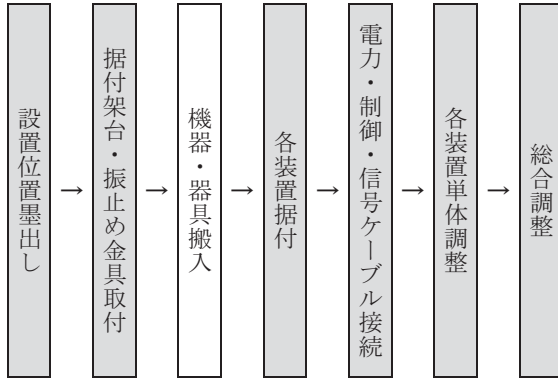 設置位置墨出し
→
据付架台・振止め金具取付
→
機器・器具搬入
→
各装置据付
→
電力・制御・信号ケーブル接続
→
各装置単体調整
→
総合調整